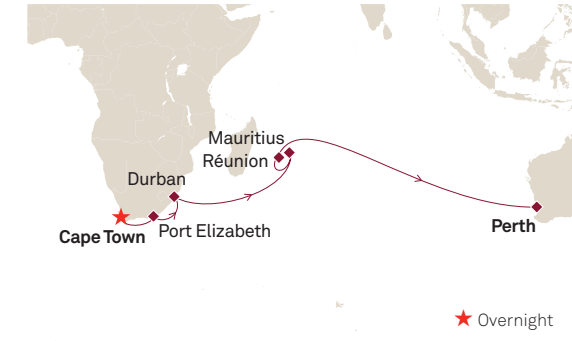 Mauritius
Réunion
Durban
Cape Town
Port Elizabeth
Perth
Overnight